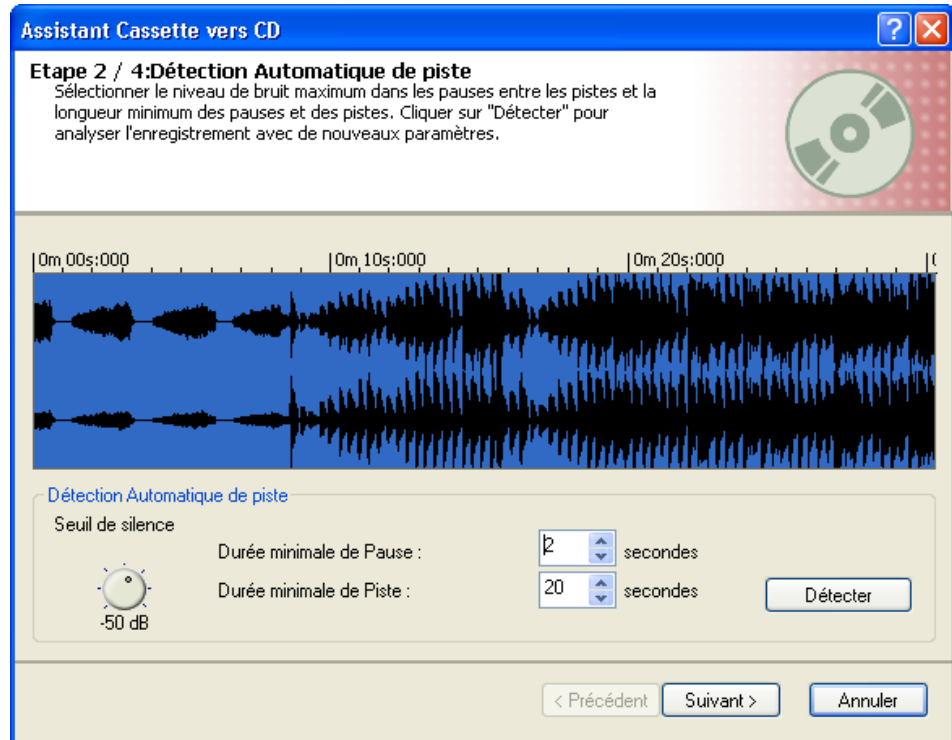 Assistant Cassette vers CD
Etape 2 / 4:Détection Automatique de piste
Sélectionner le niveau de bruit maximum dans les pauses entre les pistes et la
longueur minimum des pauses et des pistes. Cliquer sur "Détecter" pour
analyser l'enregistrement avec de nouveaux paramètres.
|0m 00s:000 |0m 10s:000 |0m 20s:000
Détection Automatique de piste
Seuil de silence
Durée minimale de Pause : 2 secondes
Durée minimale de Piste : 20 secondes
Détecter
-50 dB
< Précédent Suivant > Annuler